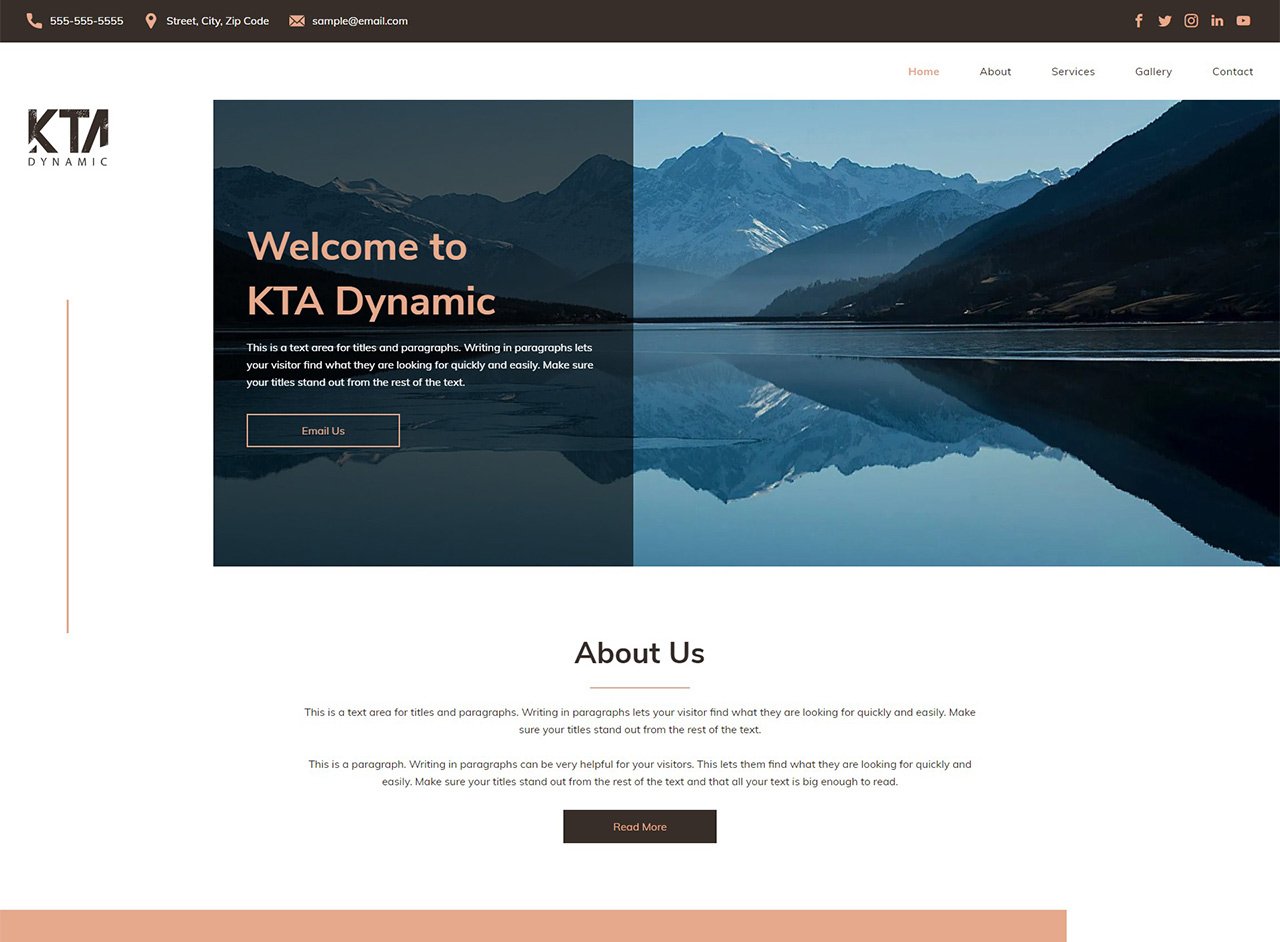 555-555-5555 Street, City, Zip Code sample@email.com
Home About Services Gallery Contact
KTA
DYNAMIC
Welcome to
KTA Dynamic
This is a text area for titles and paragraphs. Writing in paragraphs lets
your visitor find what they are looking for quickly and easily. Make sure
your titles stand out from the rest of the text.
Email Us
About Us
This is a text area for titles and paragraphs. Writing in paragraphs lets your visitor find what they are looking for quickly and easily. Make
sure your titles stand out from the rest of the text.
This is a paragraph. Writing in paragraphs can be very helpful for your visitors. This lets them find what they are looking for quickly and
easily. Make sure your titles stand out from the rest of the text and that all your text is big enough to read.
Read More